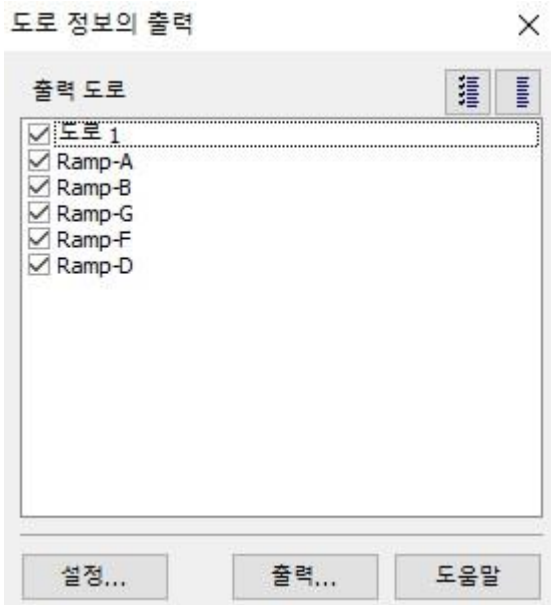 도로 정보의 출력
출력 도로
도로 1
Ramp-A
Ramp-B
Ramp-G
Ramp-F
Ramp-D
설정... 출력... 도움말